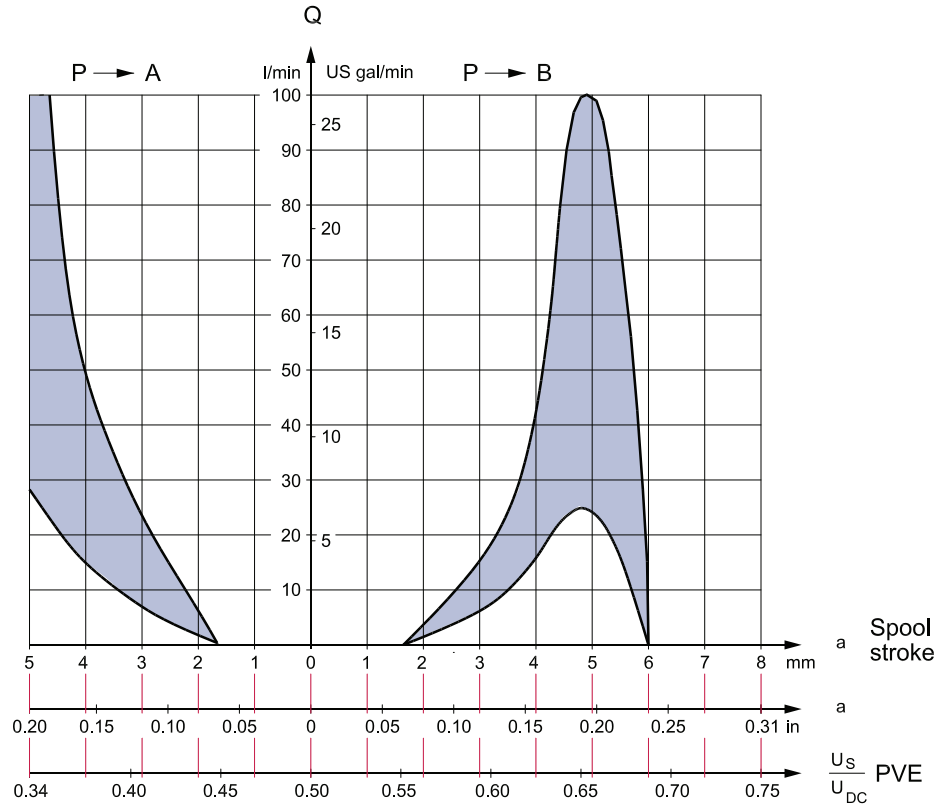 Q
P → A
l/min
US gal/min
P → B
100
25
90
80
20
70
60
15
50
40
10
30
20
5
10
5 4 3 2 1 0 1 2 3 4 5 6 7 8 mm
a Spool stroke
0.20 0.15 0.10 0.05 0 0.05 0.10 0.15 0.20 0.25 0.31 in
a
0.34 0.40 0.45 0.50 0.55 0.60 0.65 0.70 0.75
U_S
U_DC
PVE